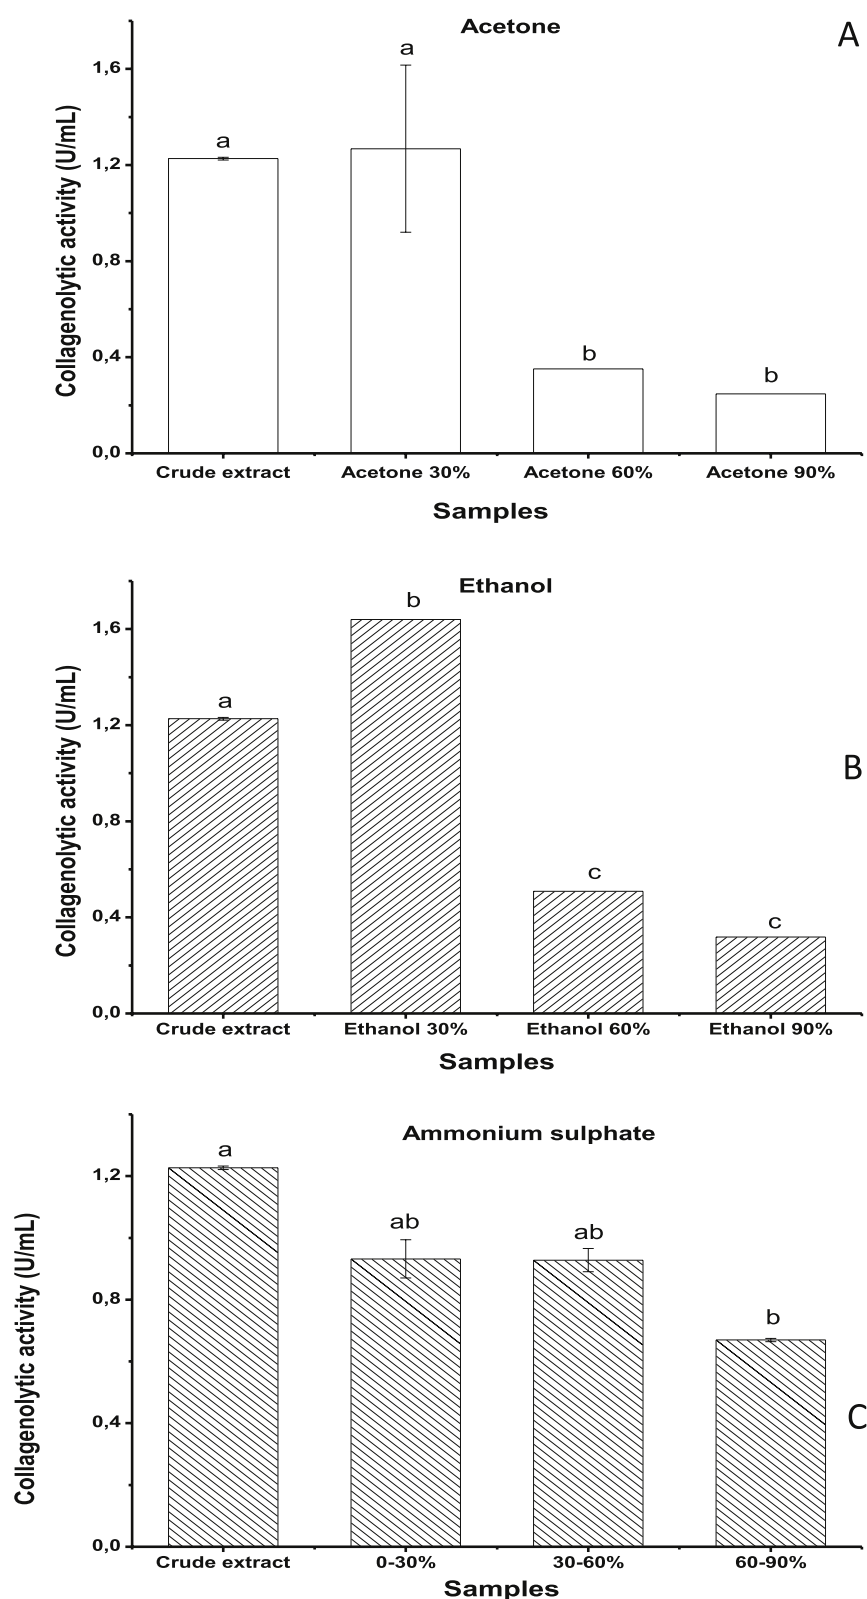 Acetone
A
Collagenolytic activity (U/mL)
1,6
1,2
0,8
0,4
0,0
a
a
b
b
Crude extract
Acetone 30%
Acetone 60%
Acetone 90%
Samples
Ethanol
B
Collagenolytic activity (U/mL)
1,6
1,2
0,8
0,4
0,0
a
b
c
c
Crude extract
Ethanol 30%
Ethanol 60%
Ethanol 90%
Samples
Ammonium sulphate
C
Collagenolytic activity (U/mL)
1,2
0,8
0,4
0,0
a
ab
ab
b
Crude extract
0-30%
30-60%
60-90%
Samples